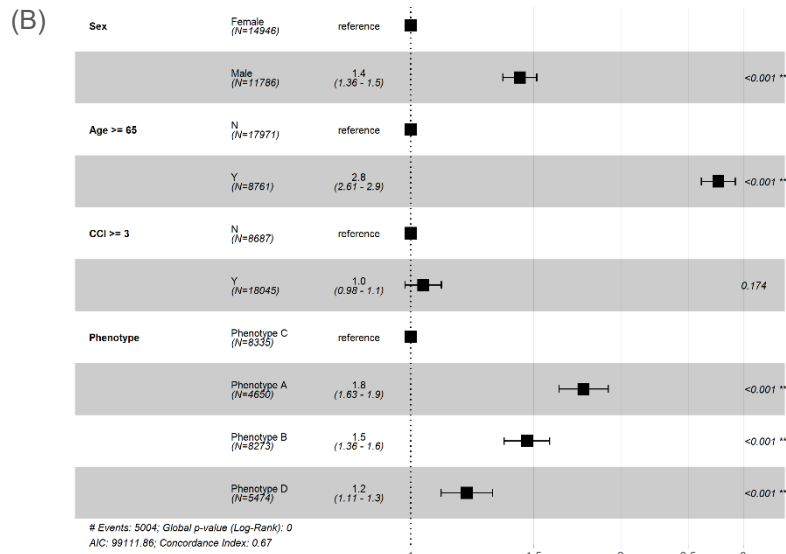 (B)
Sex
Female
(N=14946)
reference
Male
(N=11786)
1.4
(1.36 - 1.5)
<0.001 **
Age >= 65
N
(N=17971)
reference
Y
(N=8761)
2.8
(2.61 - 2.9)
<0.001 **
CCI >= 3
N
(N=8687)
reference
Y
(N=18045)
1.0
(0.98 - 1.1)
0.174
Phenotype
Phenotype C
(N=8335)
reference
Phenotype A
(N=4650)
1.8
(1.63 - 1.9)
<0.001 **
Phenotype B
(N=8273)
1.5
(1.36 - 1.6)
<0.001 **
Phenotype D
(N=5474)
1.2
(1.11 - 1.3)
<0.001 **
# Events: 5004; Global p-value (Log-Rank): 0
AIC: 99111.86; Concordance Index: 0.67